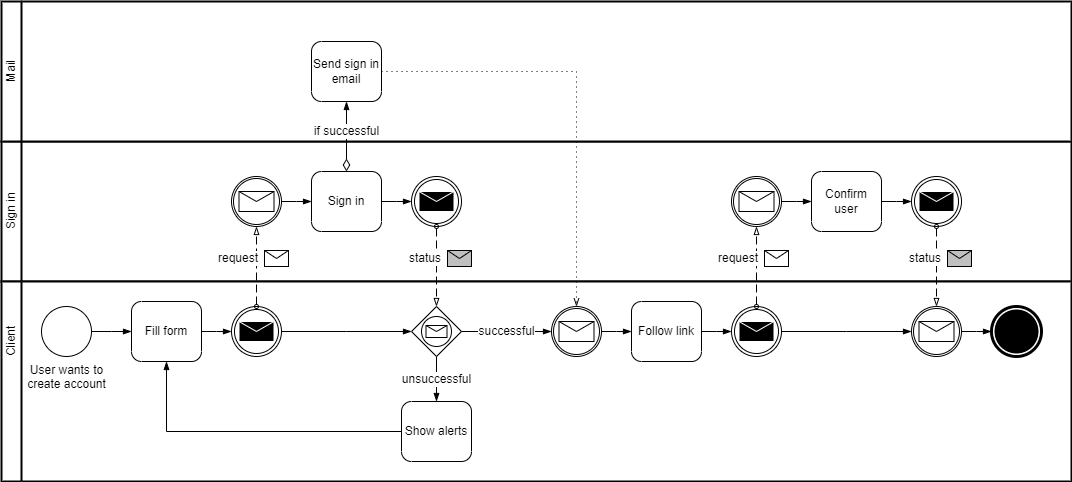 Mail
Send sign in
email
if successful
Sign in
Sign in
Confirm
user
request
status
request
status
Client
Fill form
successful
Follow link
User wants to
create account
unsuccessful
Show alerts